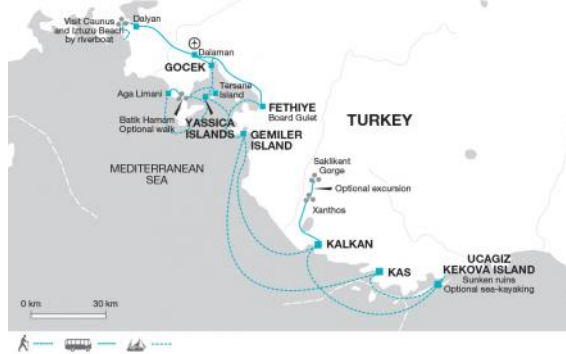 Visit Caunus
and Iztuzu Beach
by riverboat
Dalyan
Dalaman
GOCEK
Aga Limani
Tersane
Island
FETHIYE
Board Gulet
Batik Hamam
Optional walk
YASSICA
ISLANDS
GEMILER
ISLAND
TURKEY
MEDITERRANEAN
SEA
Saklikent
Gorge
Optional excursion
Xanthos
KALKAN
KAS
UCAGIZ
KEKOVA ISLAND
Sunken ruins
Optional sea-kayaking
0 km
30 km